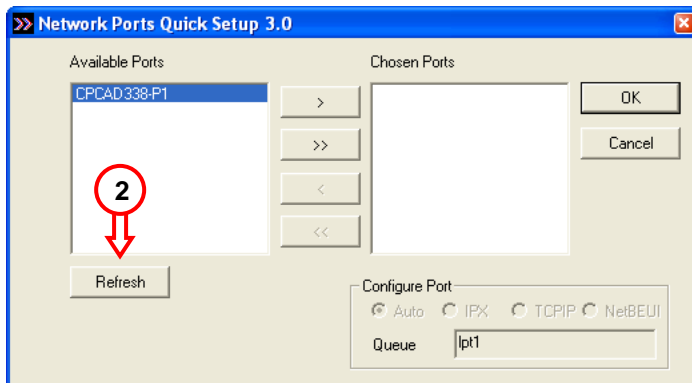 Network Ports Quick Setup 3.0
Available Ports
Chosen Ports
CPCAD338-P1
>
>>
<
<<
OK
Cancel
2
Refresh
Configure Port
Auto IPX TCPIP NetBEUI
Queue lpt1